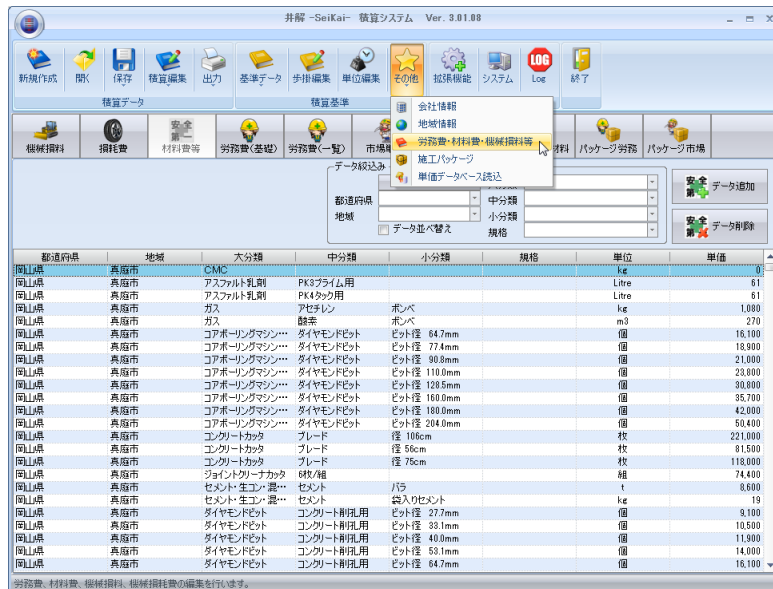 井解 -SeiKai- 積算システム Ver. 3.01.08
新規作成 開く 保存 積算編集 出力 基準データ 歩掛編集 単位編集 その他 拡張機能 システム LOG Log 終了
積算データ 積算基準
会社情報
地域情報
労務費・材料費・機械損料等
施工パッケージ
単価データベース読込
機械損料 損耗費 安全第一 材料費等 労務費(基礎) 労務費(一覧) 市場 材料 パッケージ労務 パッケージ市場
データ絞込み
都道府県 中分類
地域 小分類
データ並べ替え 規格
安全第 データ追加
安全第 データ削除
都道府県 地域 大分類 中分類 小分類 規格 単位 単価
岡山県 真庭市 CMC kg 0
岡山県 真庭市 アスファルト乳剤 PK3プライム用 Litre 61
岡山県 真庭市 アスファルト乳剤 PK4タック用 Litre 61
岡山県 真庭市 ガス アセチレン ボンベ kg 1,080
岡山県 真庭市 ガス 酸素 ボンベ m3 270
岡山県 真庭市 コアボーリングマシン… ダイヤモンドビット ビット径 64.7mm 個 16,100
岡山県 真庭市 コアボーリングマシン… ダイヤモンドビット ビット径 77.4mm 個 18,900
岡山県 真庭市 コアボーリングマシン… ダイヤモンドビット ビット径 90.8mm 個 21,000
岡山県 真庭市 コアボーリングマシン… ダイヤモンドビット ビット径 110.0mm 個 23,800
岡山県 真庭市 コアボーリングマシン… ダイヤモンドビット ビット径 128.5mm 個 30,800
岡山県 真庭市 コアボーリングマシン… ダイヤモンドビット ビット径 160.0mm 個 35,700
岡山県 真庭市 コアボーリングマシン… ダイヤモンドビット ビット径 180.0mm 個 42,000
岡山県 真庭市 コアボーリングマシン… ダイヤモンドビット ビット径 204.0mm 個 50,400
岡山県 真庭市 コンクリートカッタ ブレード 径 106cm 枚 221,000
岡山県 真庭市 コンクリートカッタ ブレード 径 56cm 枚 81,500
岡山県 真庭市 コンクリートカッタ ブレード 径 75cm 枚 118,000
岡山県 真庭市 ジョイントクリーナカッタ 6枚/組 組 74,400
岡山県 真庭市 セメント・生コン・混… セメント バラ t 8,600
岡山県 真庭市 セメント・生コン・混… セメント 袋入りセメント kg 19
岡山県 真庭市 ダイヤモンドビット コンクリート削孔用 ビット径 27.7mm 個 9,100
岡山県 真庭市 ダイヤモンドビット コンクリート削孔用 ビット径 33.1mm 個 10,500
岡山県 真庭市 ダイヤモンドビット コンクリート削孔用 ビット径 40.0mm 個 11,900
岡山県 真庭市 ダイヤモンドビット コンクリート削孔用 ビット径 53.1mm 個 14,000
岡山県 真庭市 ダイヤモンドビット コンクリート削孔用 ビット径 64.7mm 個 16,100
労務費、材料費、機械損料、機械損耗費の編集を行います。